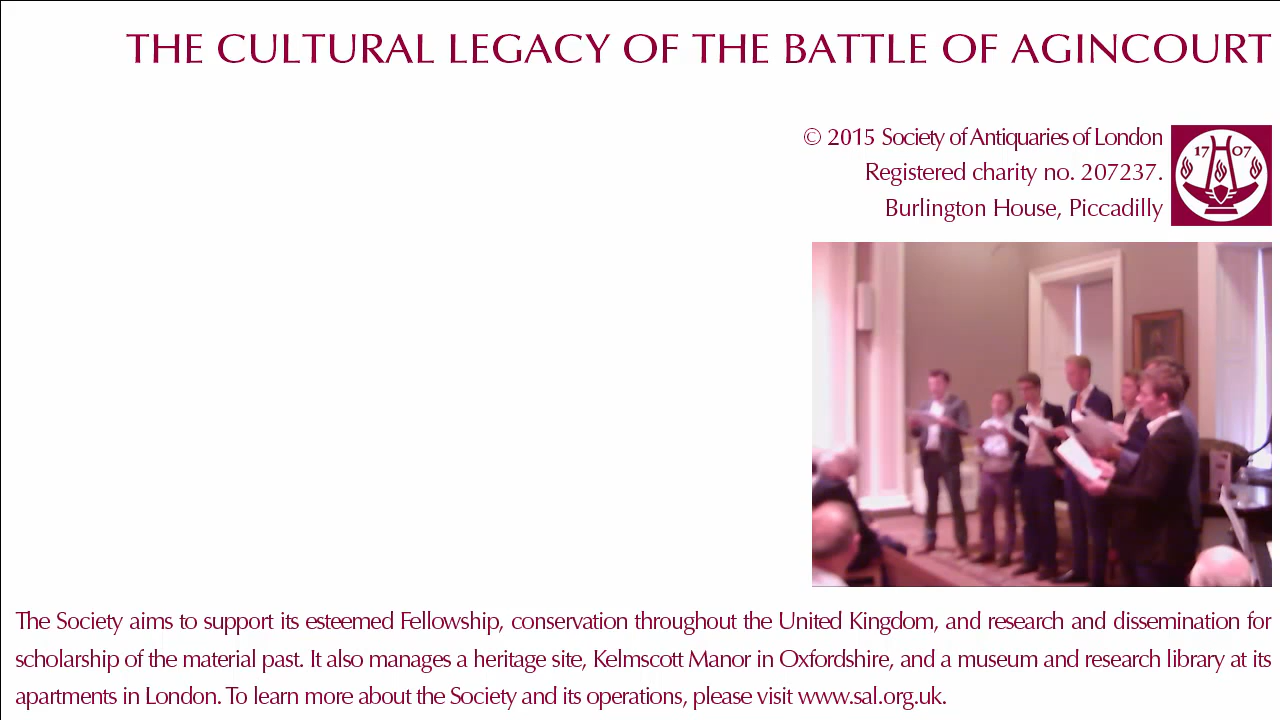 THE CULTURAL LEGACY OF THE BATTLE OF AGINCOURT
© 2015 Society of Antiquaries of London
Registered charity no. 207237.
Burlington House, Piccadilly
17 07
The Society aims to support its esteemed Fellowship, conservation throughout the United Kingdom, and research and dissemination for
scholarship of the material past. It also manages a heritage site, Kelmscott Manor in Oxfordshire, and a museum and research library at its
apartments in London. To learn more about the Society and its operations, please visit www.sal.org.uk.